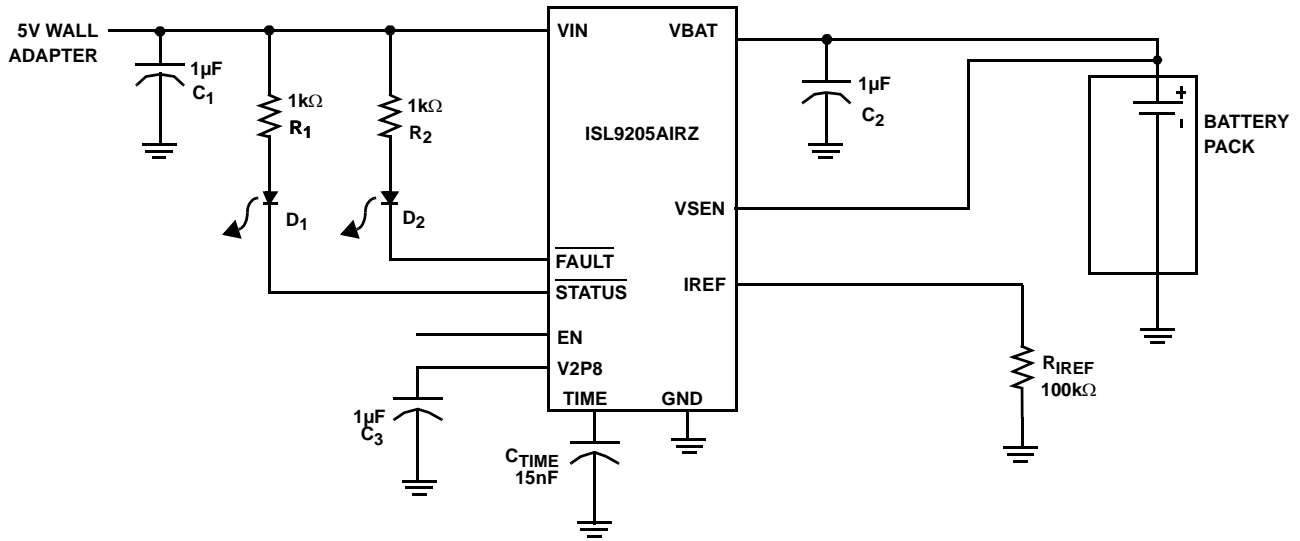 5V WALL
ADAPTER
1µF
C1
1kΩ
R1
1kΩ
R2
D1
D2
VIN
VBAT
ISL9205AIRZ
VSEN
FAULT
STATUS
IREF
EN
V2P8
TIME
GND
1µF
C2
+
-
BATTERY
PACK
RIREF
100kΩ
1µF
C3
CTIME
15nF